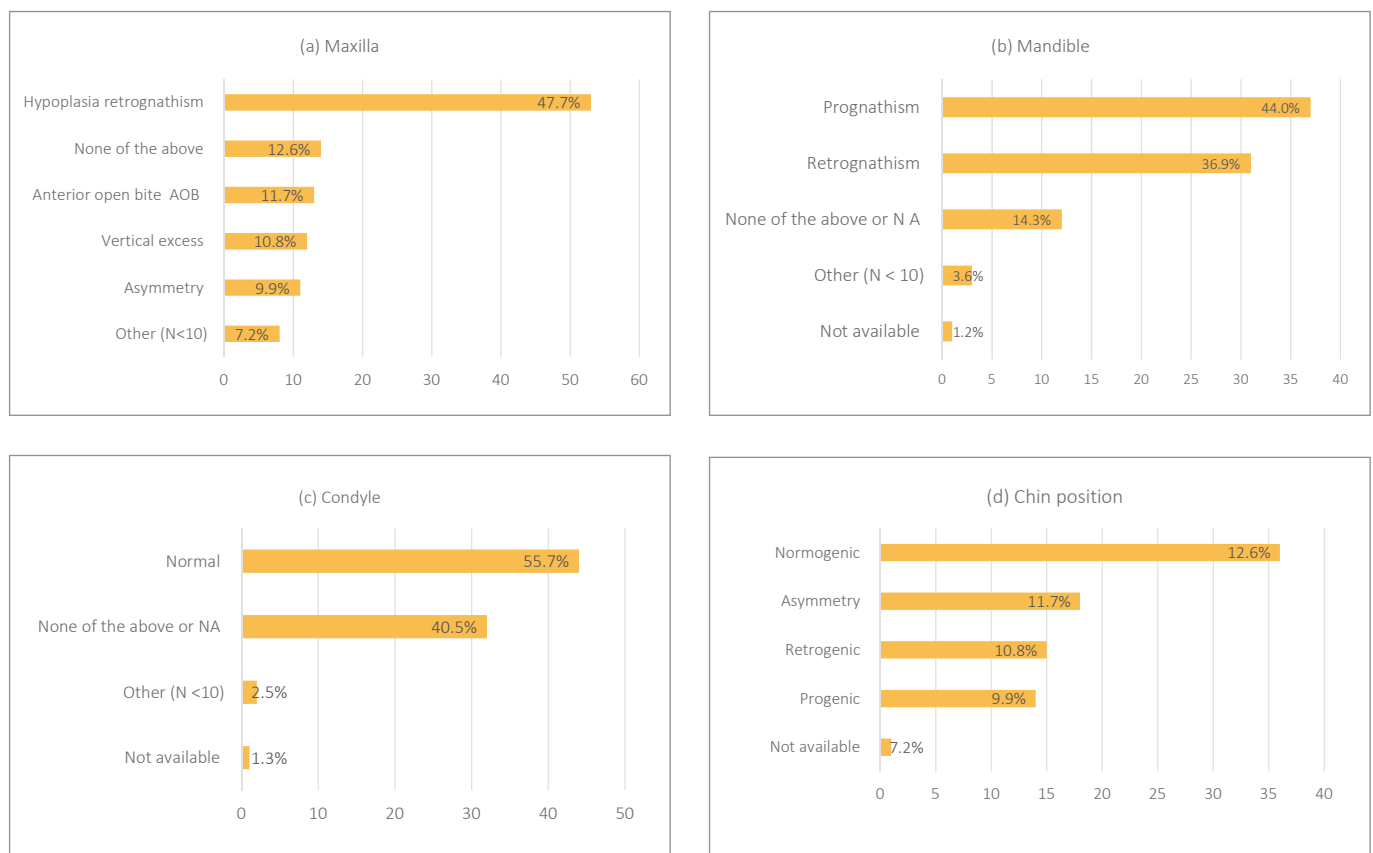 (a) Maxilla
Hypoplasia retrognathism 47.7%
None of the above 12.6%
Anterior open bite AOB 11.7%
Vertical excess 10.8%
Asymmetry 9.9%
Other (N<10) 7.2%
0 10 20 30 40 50 60
(b) Mandible
Prognathism 44.0%
Retrognathism 36.9%
None of the above or N A 14.3%
Other (N < 10) 3.6%
Not available 1.2%
0 5 10 15 20 25 30 35 40
(c) Condyle
Normal 55.7%
None of the above or NA 40.5%
Other (N <10) 2.5%
Not available 1.3%
0 10 20 30 40 50
(d) Chin position
Normogenic 12.6%
Asymmetry 11.7%
Retrogenic 10.8%
Progenic 9.9%
Not available 7.2%
0 5 10 15 20 25 30 35 40